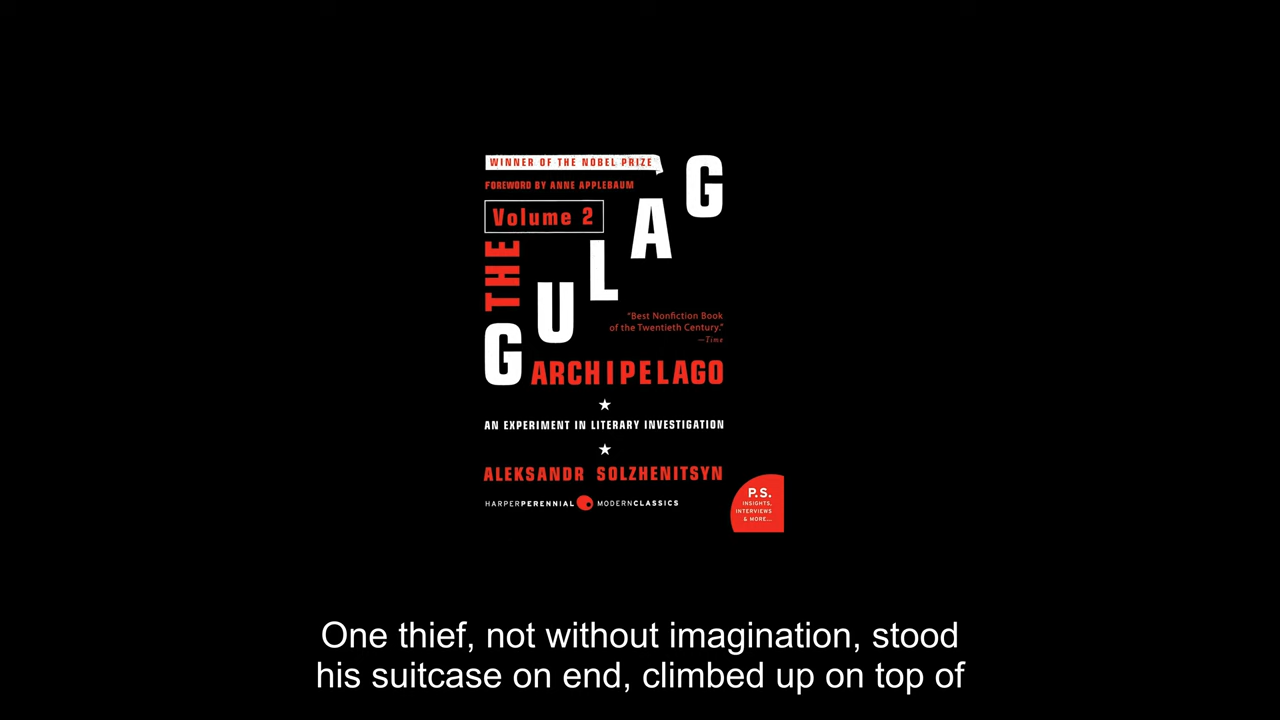 WINNER OF THE NOBEL PRIZE
FOREWORD BY ANNE APPLEBAUM
Volume 2
THE
GULAG
"Best Nonfiction Book
of the Twentieth Century."
—Time
ARCHIPELAGO
AN EXPERIMENT IN LITERARY INVESTIGATION
ALEKSANDR SOLZHENITSYN
HARPERPERENNIAL MODERNCLASSICS
P.S.
INSIGHTS,
INTERVIEWS
& MORE...
One thief, not without imagination, stood
his suitcase on end, climbed up on top of